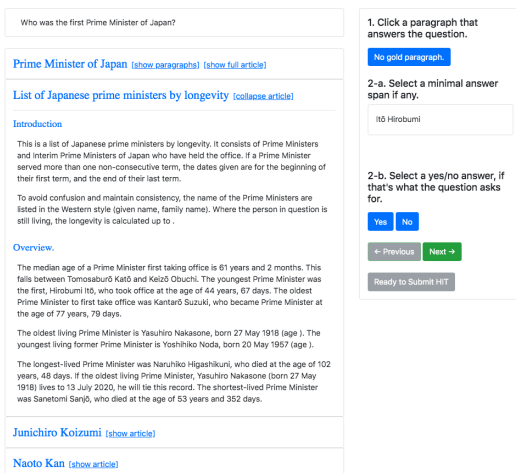 Who was the first Prime Minister of Japan?
Prime Minister of Japan [show paragraphs] [show full article]
List of Japanese prime ministers by longevity [collapse article]
Introduction
This is a list of Japanese prime ministers by longevity. It consists of Prime Ministers
and Interim Prime Ministers of Japan who have held the office. If a Prime Minister
served more than one non-consecutive term, the dates given are for the beginning of
their first term, and the end of their last term.
To avoid confusion and maintain consistency, the name of the Prime Ministers are
listed in the Western style (given name, family name). Where the person in question is
still living, the longevity is calculated up to .
Overview.
The median age of a Prime Minister first taking office is 61 years and 2 months. This
falls between Tomosaburō Katō and Keizō Obuchi. The youngest Prime Minister was
the first, Hirobumi Itō, who took office at the age of 44 years, 67 days. The oldest
Prime Minister to first take office was Kantarō Suzuki, who became Prime Minister at
the age of 77 years, 79 days.
The oldest living Prime Minister is Yasuhiro Nakasone, born 27 May 1918 (age ). The
youngest living former Prime Minister is Yoshihiko Noda, born 20 May 1957 (age ).
The longest-lived Prime Minister was Naruhiko Higashikuni, who died at the age of 102
years, 48 days. If the oldest living Prime Minister, Yasuhiro Nakasone (born 27 May
1918) lives to 13 July 2020, he will tie this record. The shortest-lived Prime Minister
was Sanetomi Sanjō, who died at the age of 53 years and 352 days.
Junichiro Koizumi [show article]
Naoto Kan [show article]
1. Click a paragraph that
answers the question.
No gold paragraph.
2-a. Select a minimal answer
span if any.
Itō Hirobumi
2-b. Select a yes/no answer, if
that's what the question asks
for.
Yes No
← Previous Next →
Ready to Submit HIT